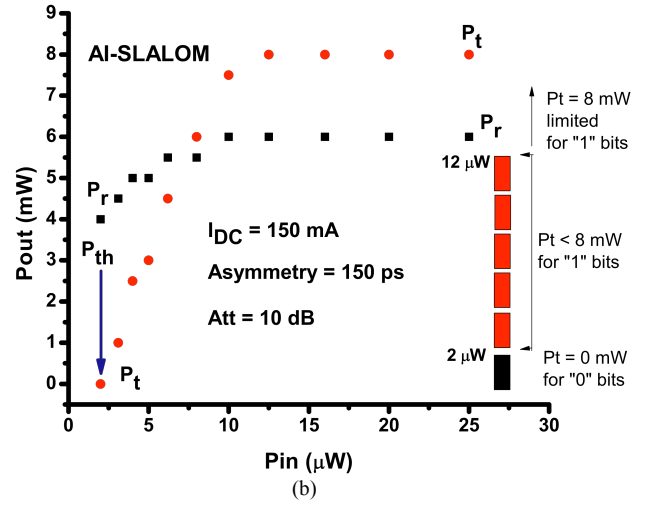 9
8
7
6
5
4
3
2
1
0
Pout (mW)
AI-SLALOM
Pt
Pr
Pr
Pth
Pt
IDC = 150 mA
Asymmetry = 150 ps
Att = 10 dB
12 μW
2 μW
Pt = 8 mW
limited
for "1" bits
Pt < 8 mW
for "1" bits
Pt = 0 mW
for "0" bits
0 5 10 15 20 25 30
Pin (μW)
(b)